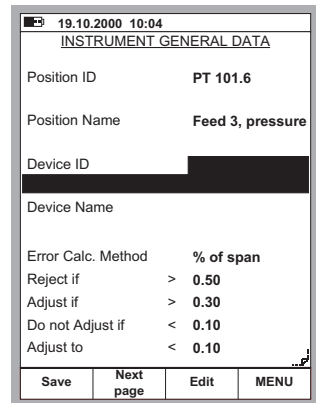 19.10.2000 10:04
INSTRUMENT GENERAL DATA
Position ID PT 101.6
Position Name Feed 3, pressure
Device ID
Device Name
Error Calc. Method % of span
Reject if > 0.50
Adjust if > 0.30
Do not Adjust if < 0.10
Adjust to < 0.10
Save Next page Edit MENU